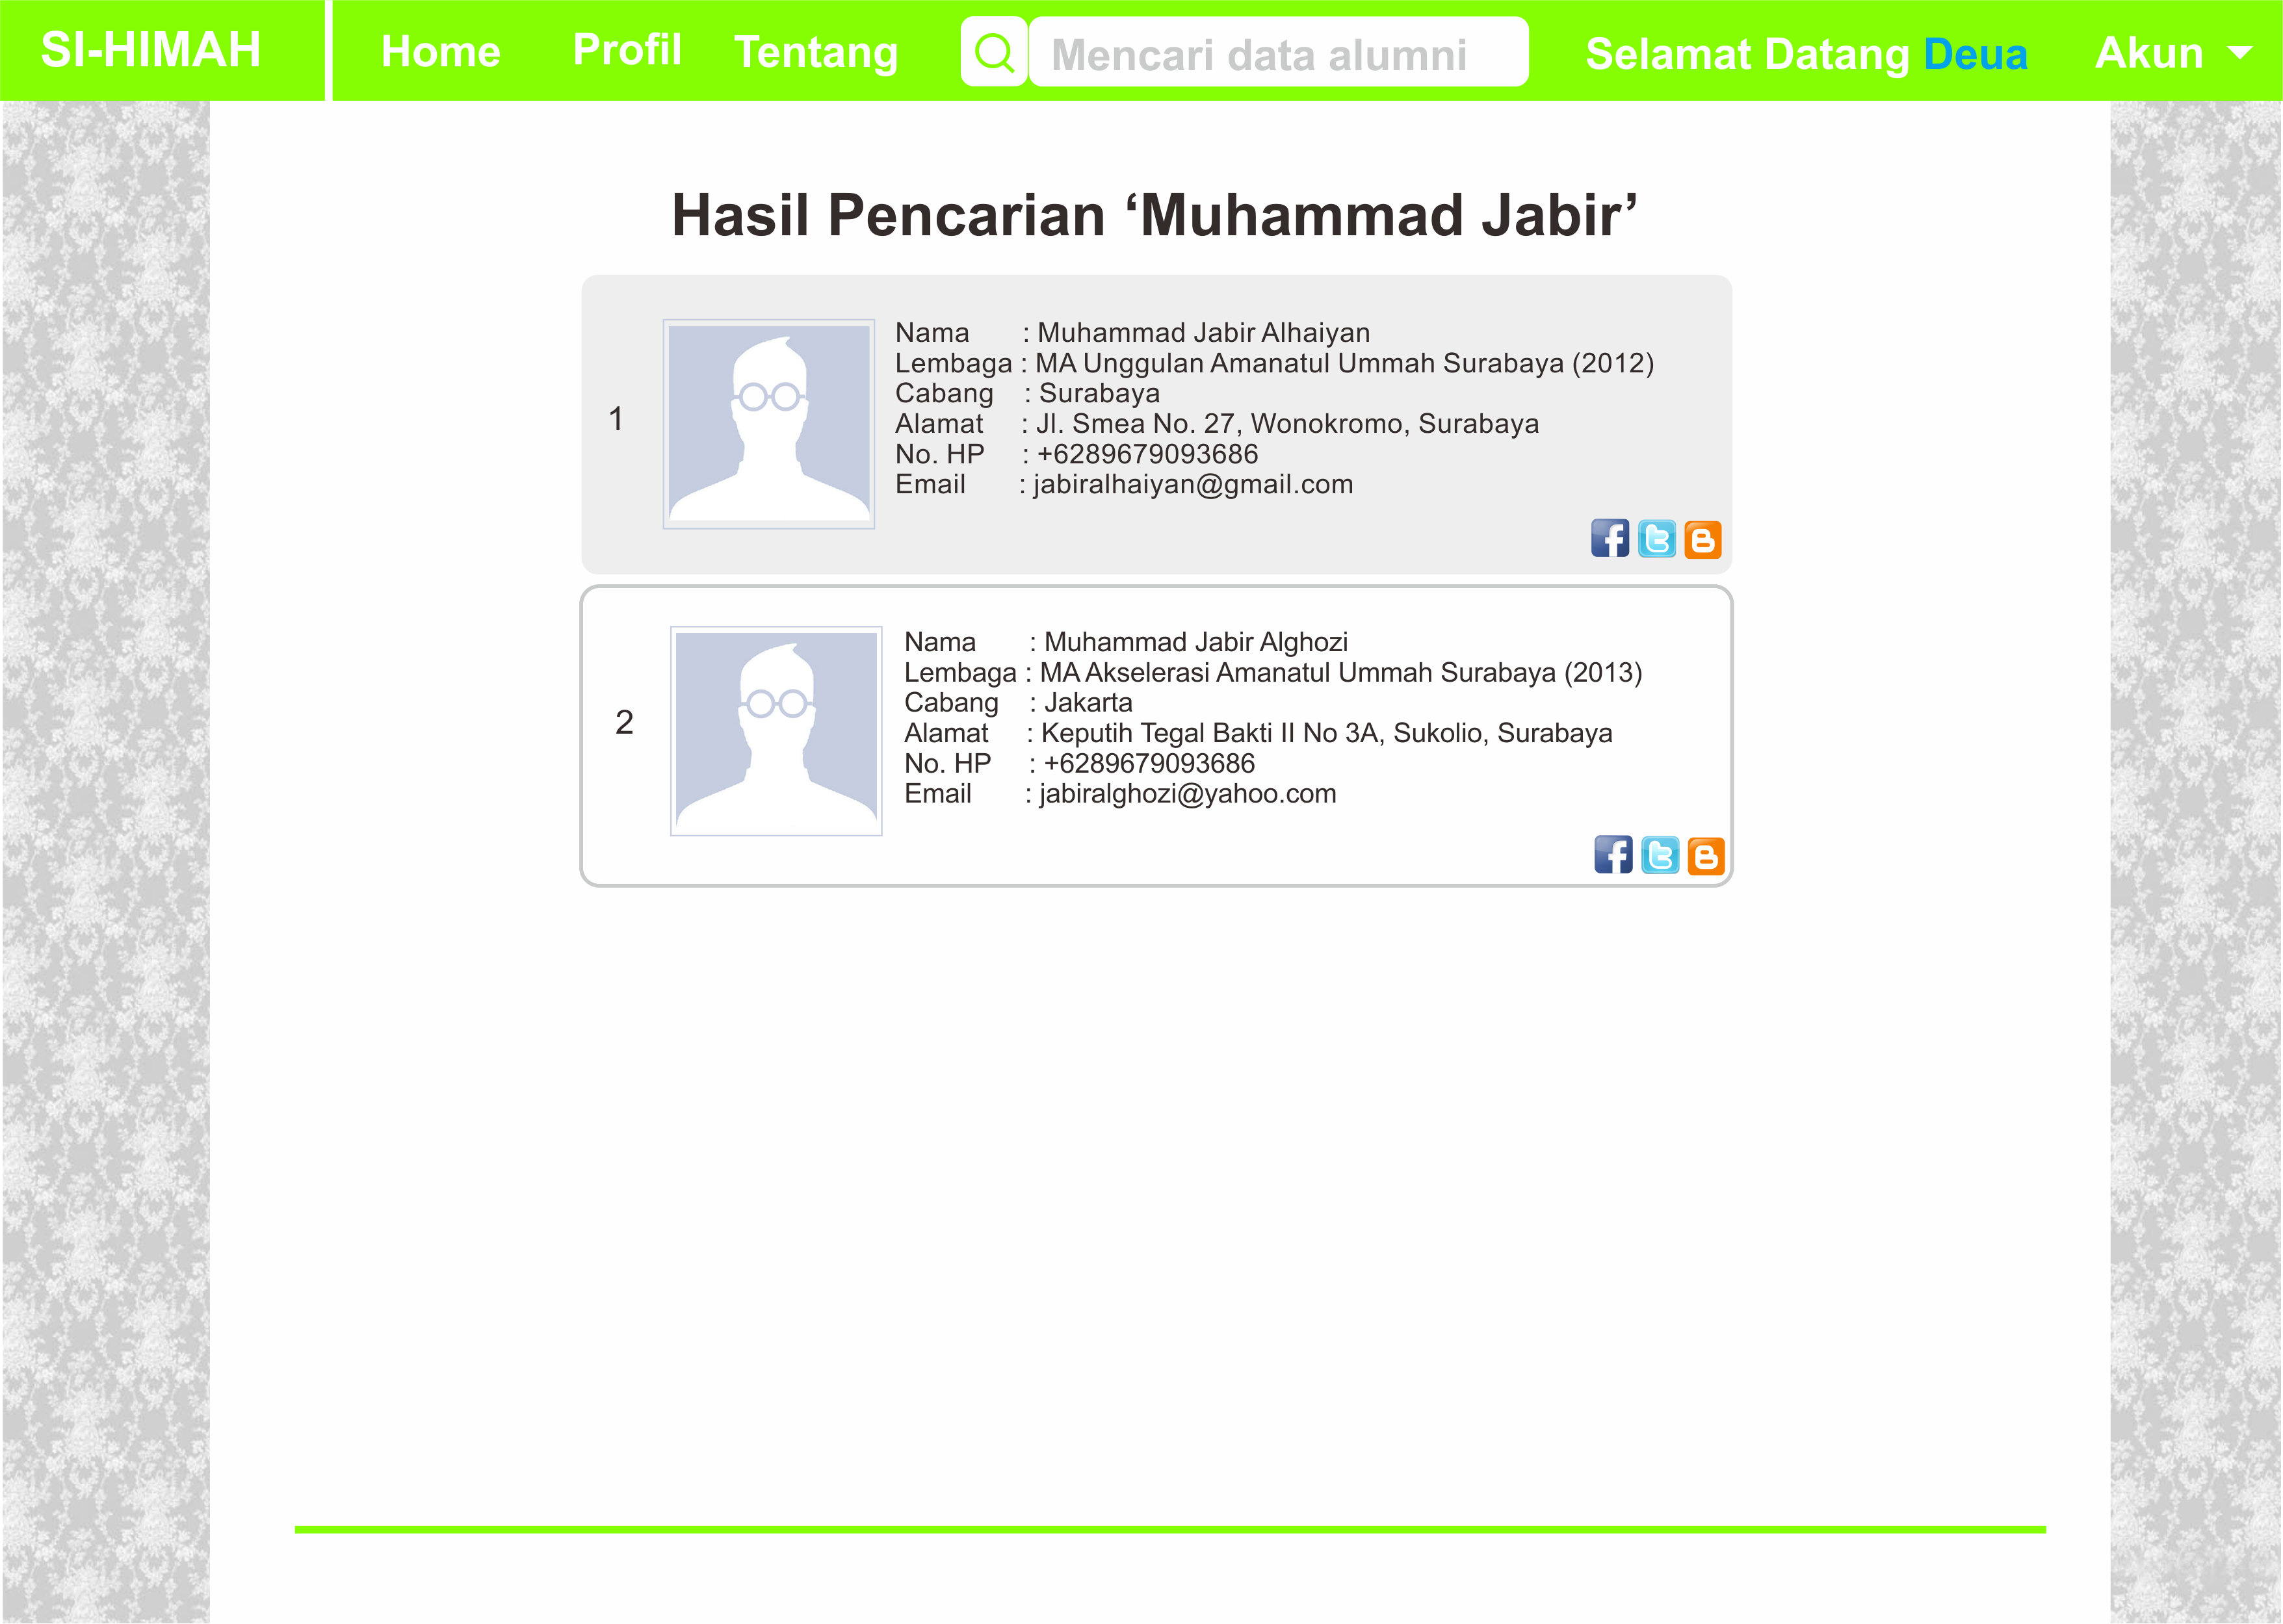 SI-HIMAH Home Profil Tentang Mencari data alumni Selamat Datang Deua Akun
Hasil Pencarian ‘Muhammad Jabir’
1
Nama : Muhammad Jabir Alhaiyan
Lembaga : MA Unggulan Amanatul Ummah Surabaya (2012)
Cabang : Surabaya
Alamat : Jl. Smea No. 27, Wonokromo, Surabaya
No. HP : +6289679093686
Email : jabiralhaiyan@gmail.com
2
Nama : Muhammad Jabir Alghozi
Lembaga : MA Akselerasi Amanatul Ummah Surabaya (2013)
Cabang : Jakarta
Alamat : Keputih Tegal Bakti II No 3A, Sukolio, Surabaya
No. HP : +6289679093686
Email : jabiralghozi@yahoo.com